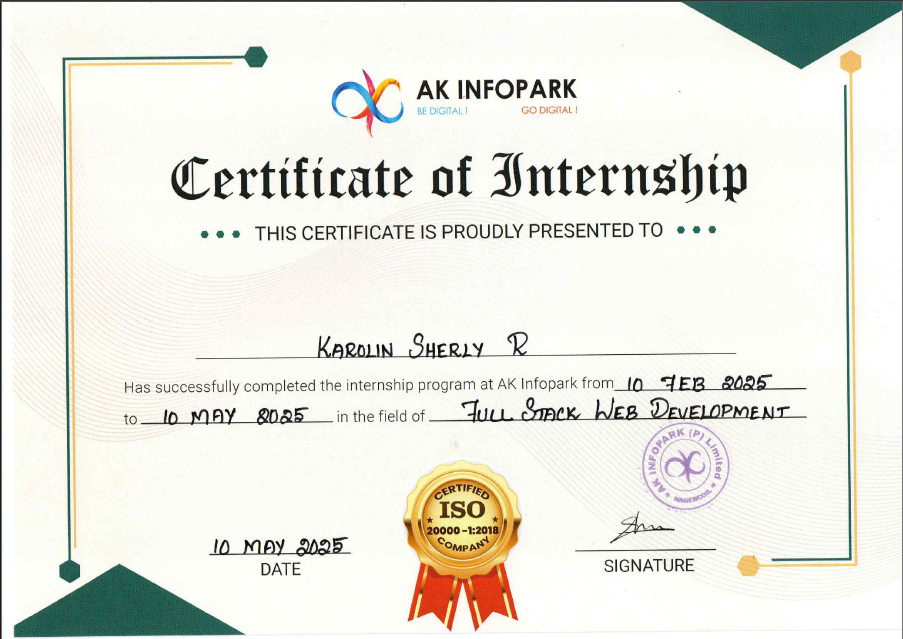 AK INFOPARK
BE DIGITAL ! GO DIGITAL !
Certificate of Internship
THIS CERTIFICATE IS PROUDLY PRESENTED TO
KAROLIN SHERLY R
Has successfully completed the internship program at AK Infopark from 10 FEB 2025
to 10 MAY 2025 in the field of FULL STACK WEB DEVELOPMENT
AK INFOPARK (P) Limited
NAGERCOIL
CERTIFIED
ISO
20000-1:2018
COMPANY
10 MAY 2025
DATE
SIGNATURE